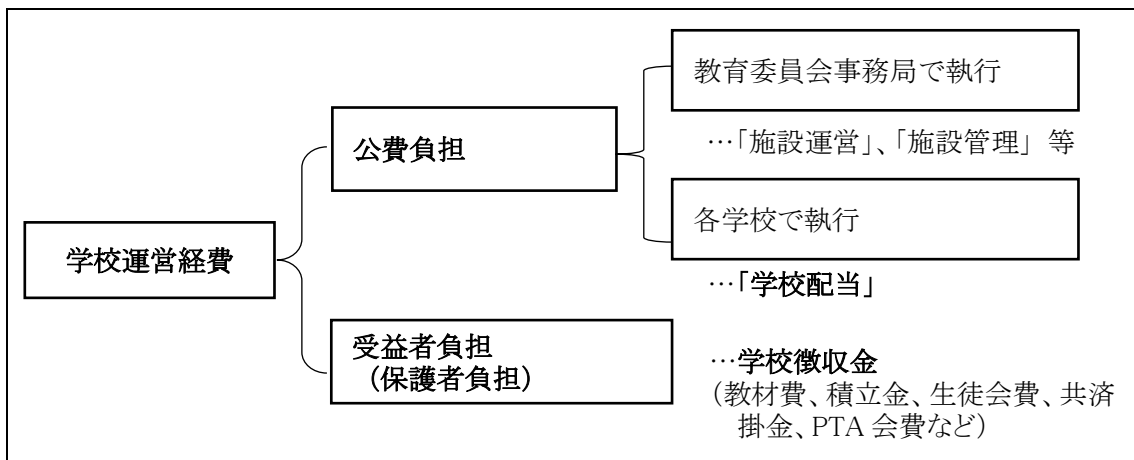 学校運営経費
公費負担
教育委員会事務局で執行
…「施設運営」、「施設管理」等
各学校で執行
…「学校配当」
受益者負担
(保護者負担)
…学校徴収金
(教材費、積立金、生徒会費、共済
掛金、PTA 会費など)